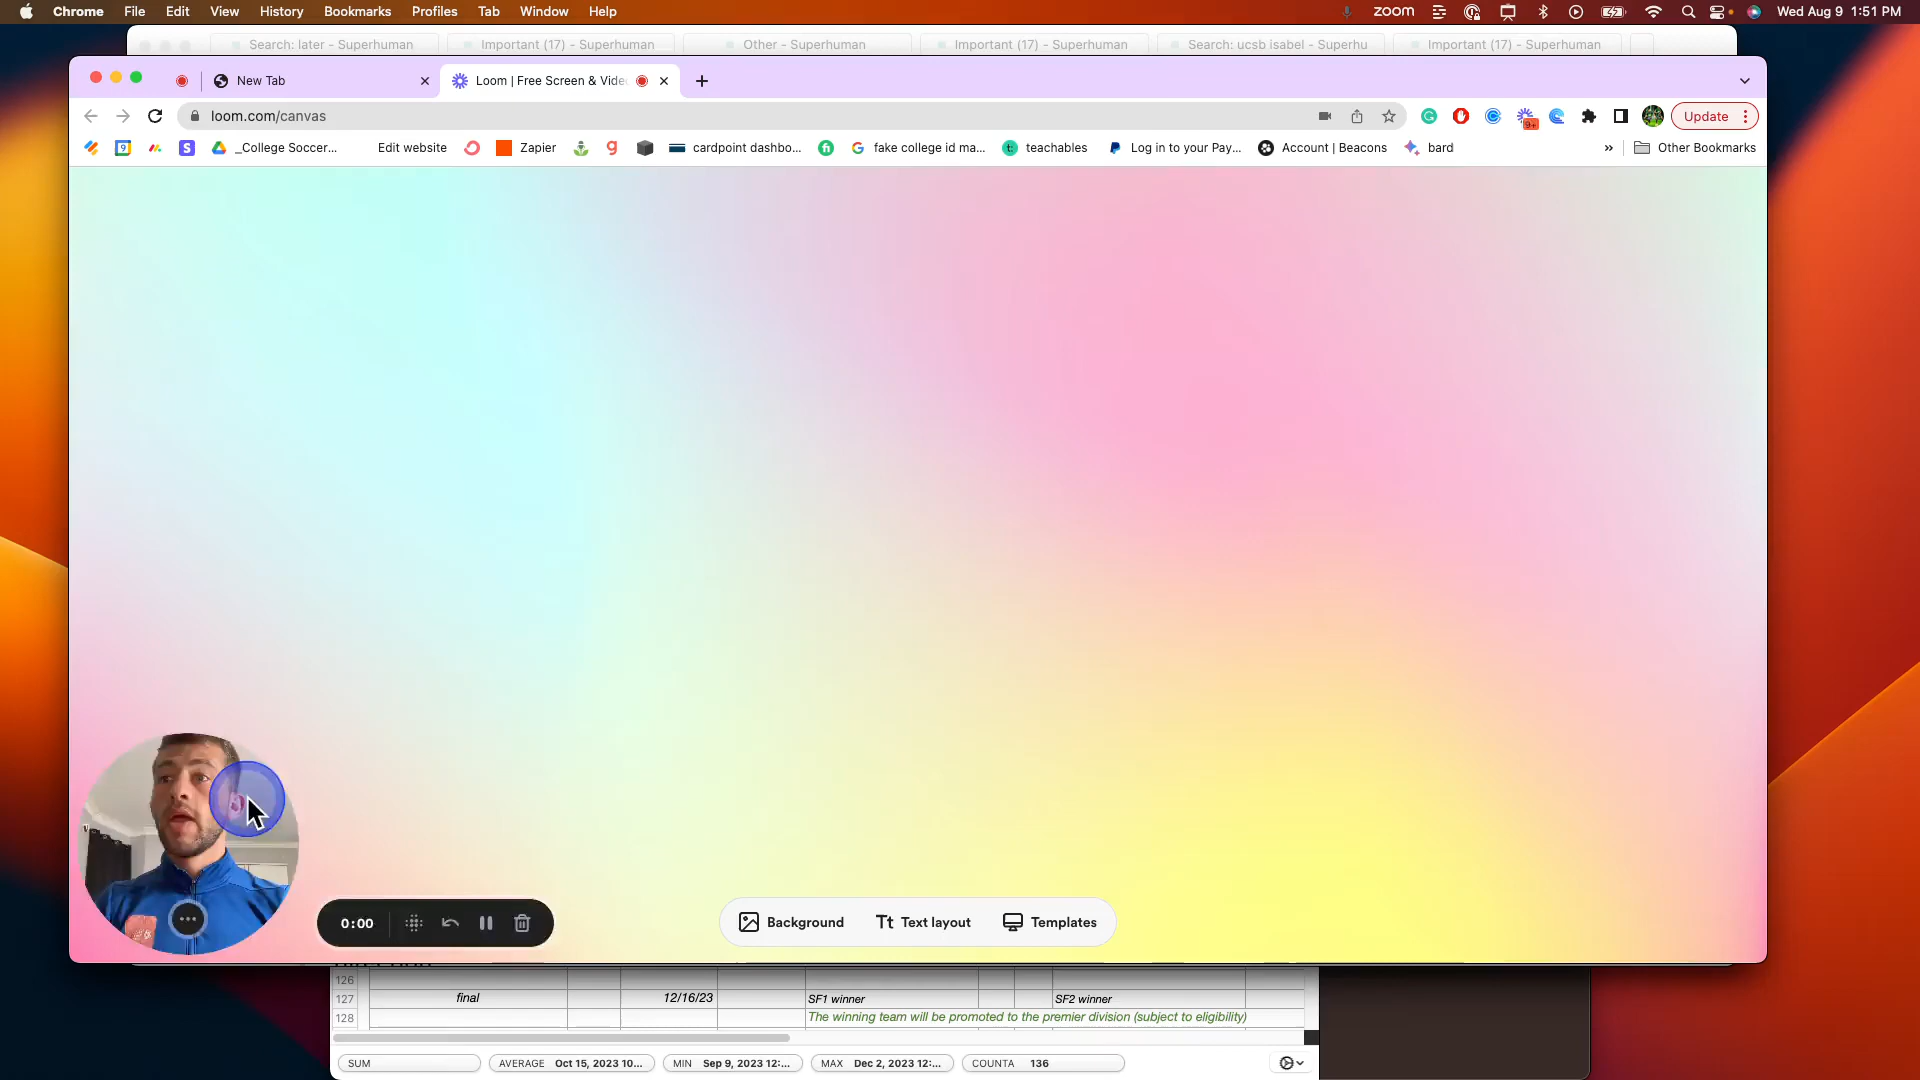 Chrome File Edit View History Bookmarks Profiles Tab Window Help zoom Wed Aug 9 1:51 PM
Search: later - Superhuman Important (17) - Superhuman Other - Superhuman Important (17) - Superhuman Search: ucsb isabel - Superhu Important (17) - Superhuman
New Tab Loom | Free Screen & Vide
loom.com/canvas 9+ Update
9 S _College Soccer... Edit website Zapier cardpoint dashbo... fake college id ma... teachables Log in to your Pay... Account | Beacons bard » Other Bookmarks
0:00 Background Tt Text layout Templates
126
127 final 12/16/23 SF1 winner SF2 winner
128 The winning team will be promoted to the premier division (subject to eligibility)
SUM AVERAGE Oct 15, 2023 10... MIN Sep 9, 2023 12:... MAX Dec 2, 2023 12:... COUNTA 136